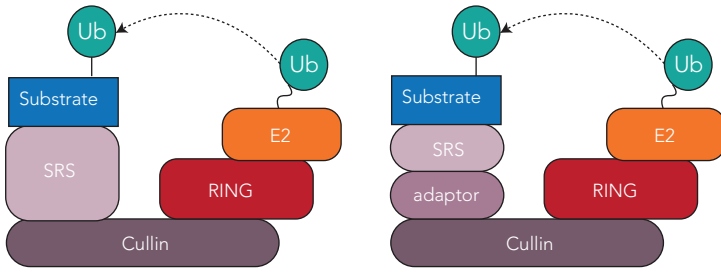 Ub
Ub
Substrate
E2
SRS
RING
Cullin
Ub
Ub
Substrate
E2
SRS
RING
adaptor
Cullin